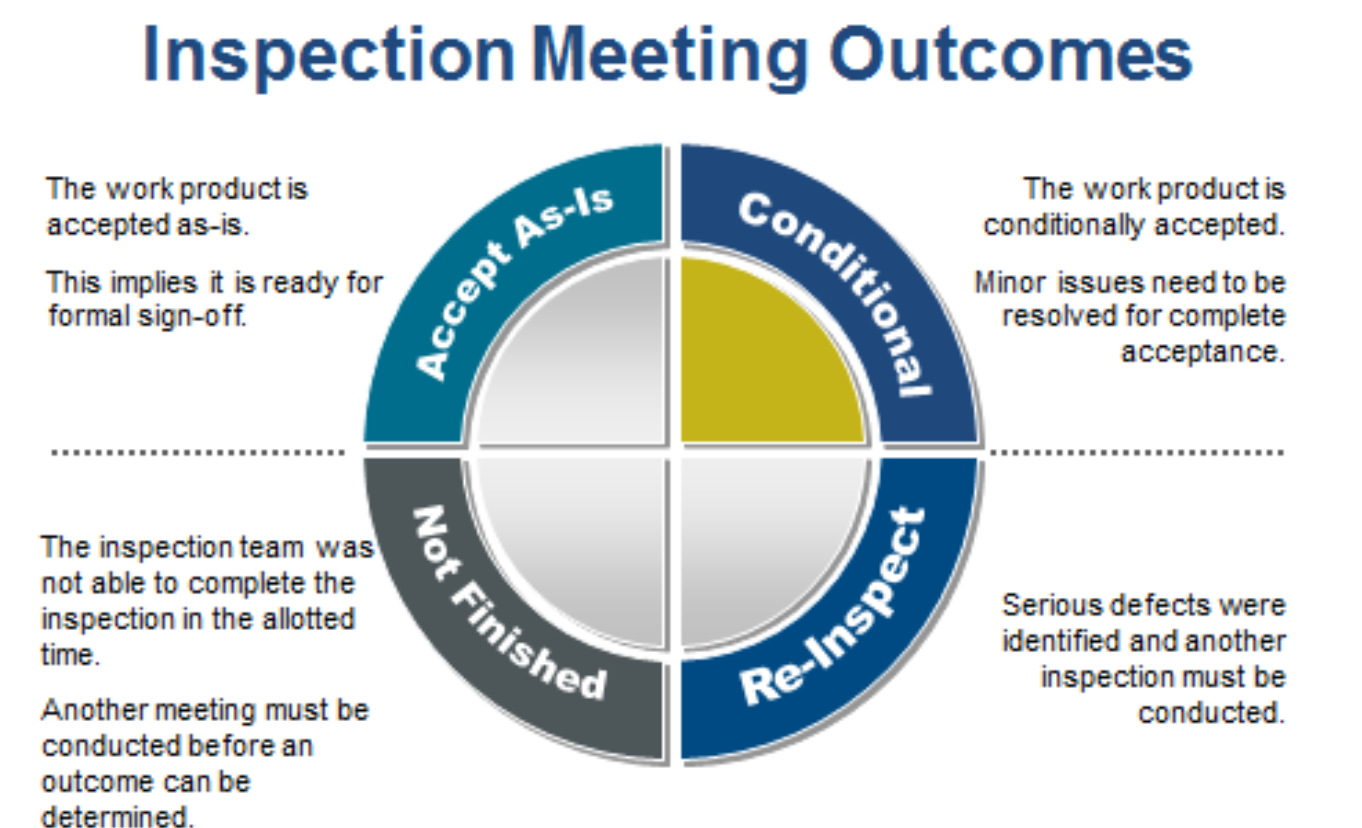 Inspection Meeting Outcomes
The work product is
accepted as-is.
This implies it is ready for
formal sign-off.
Accept As-Is
Conditional
The work product is
conditionally accepted.
Minor issues need to be
resolved for complete
acceptance.
The inspection team was
not able to complete the
inspection in the allotted
time.
Another meeting must be
conducted before an
outcome can be
determined.
Not Finished
Re-Inspect
Serious defects were
identified and another
inspection must be
conducted.